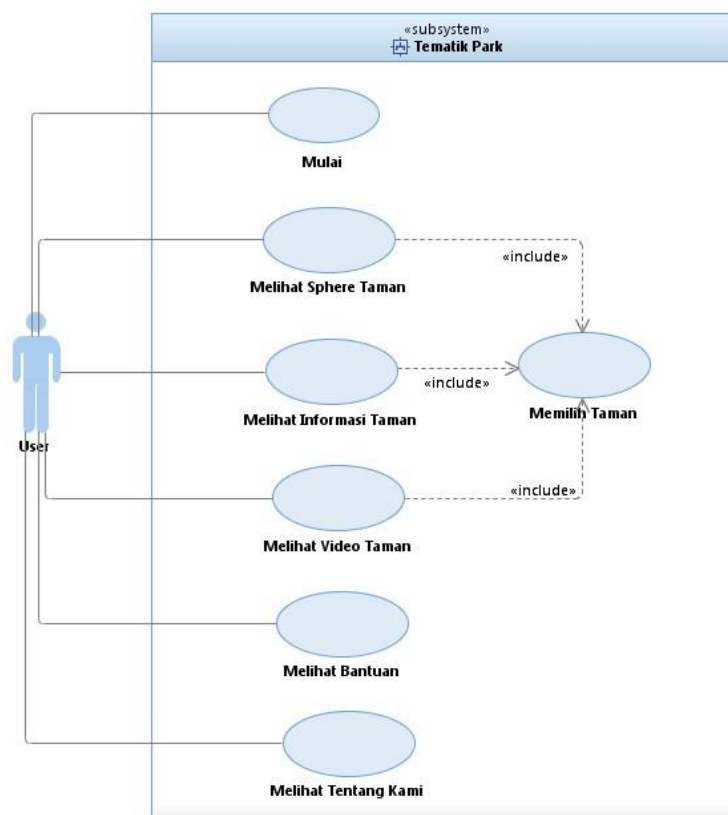 «subsystem»
Tematik Park
Mulai
Melihat Sphere Taman
«include»
Melihat Informasi Taman
«include»
Memilih Taman
User
Melihat Video Taman
«include»
Melihat Bantuan
Melihat Tentang Kami